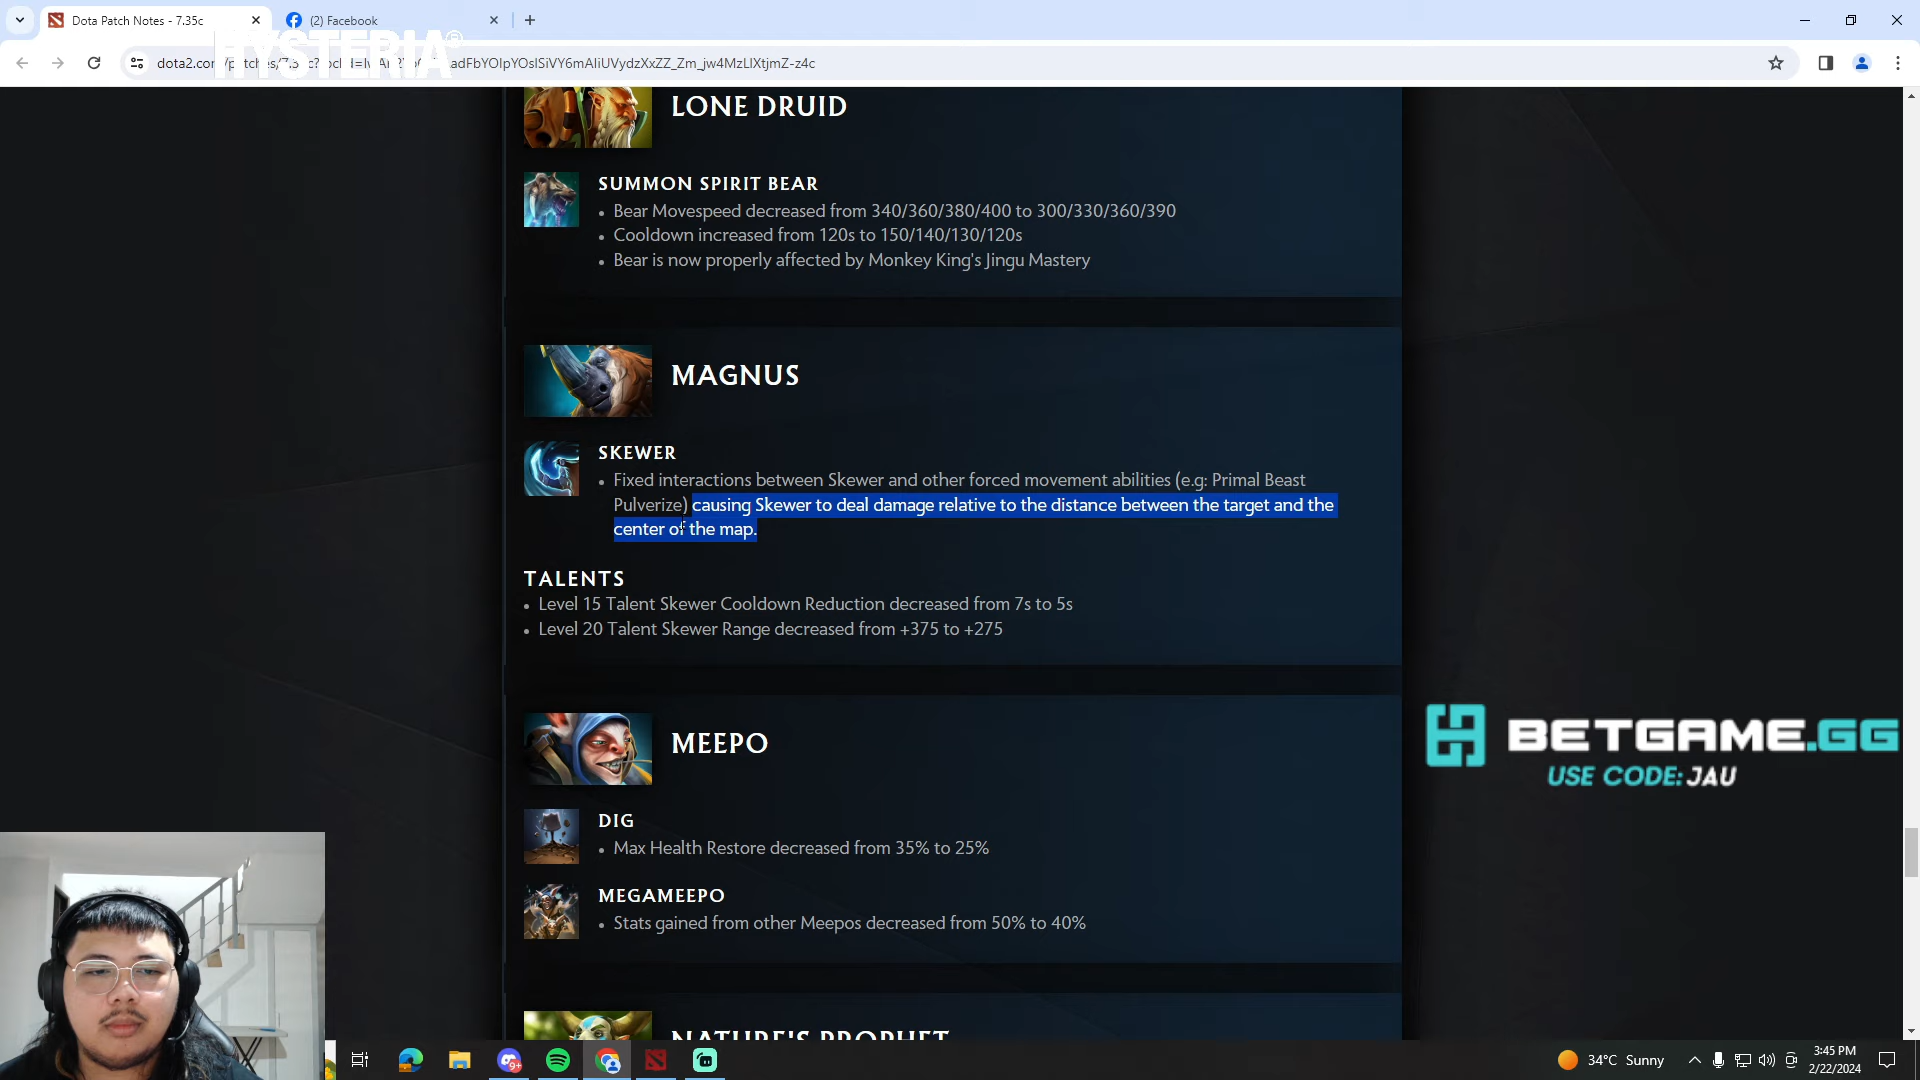 Dota Patch Notes - 7.35c
(2) Facebook
HYSTERIA®
LONE DRUID
SUMMON SPIRIT BEAR
• Bear Movespeed decreased from 340/360/380/400 to 300/330/360/390
• Cooldown increased from 120s to 150/140/130/120s
• Bear is now properly affected by Monkey King's Jingu Mastery
MAGNUS
SKEWER
• Fixed interactions between Skewer and other forced movement abilities (e.g: Primal Beast
Pulverize) causing Skewer to deal damage relative to the distance between the target and the
center of the map.
TALENTS
• Level 15 Talent Skewer Cooldown Reduction decreased from 7s to 5s
• Level 20 Talent Skewer Range decreased from +375 to +275
MEEPO
BETGAME.GG
USE CODE: JAU
DIG
• Max Health Restore decreased from 35% to 25%
MEGAMEEPO
• Stats gained from other Meepos decreased from 50% to 40%
NATURE'S PROPHET
34°C Sunny
3:45 PM
2/22/2024